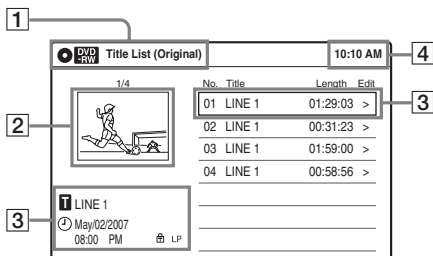 1
DVD -RW Title List (Original) 10:10 AM 4
1/4 No. Title Length Edit
01 LINE 1 01:29:03 > 3
2 02 LINE 1 00:31:23 >
03 LINE 1 01:59:00 >
04 LINE 1 00:58:56 >
T LINE 1
3 May/02/2007
08:00 PM LP